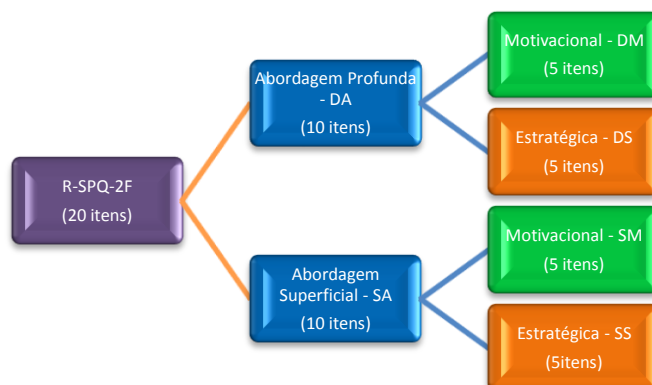 R-SPQ-2F
(20 itens)
Abordagem Profunda
- DA
(10 itens)
Motivacional - DM
(5 itens)
Estratégica - DS
(5 itens)
Abordagem
Superficial - SA
(10 itens)
Motivacional - SM
(5 itens)
Estratégica - SS
(5itens)